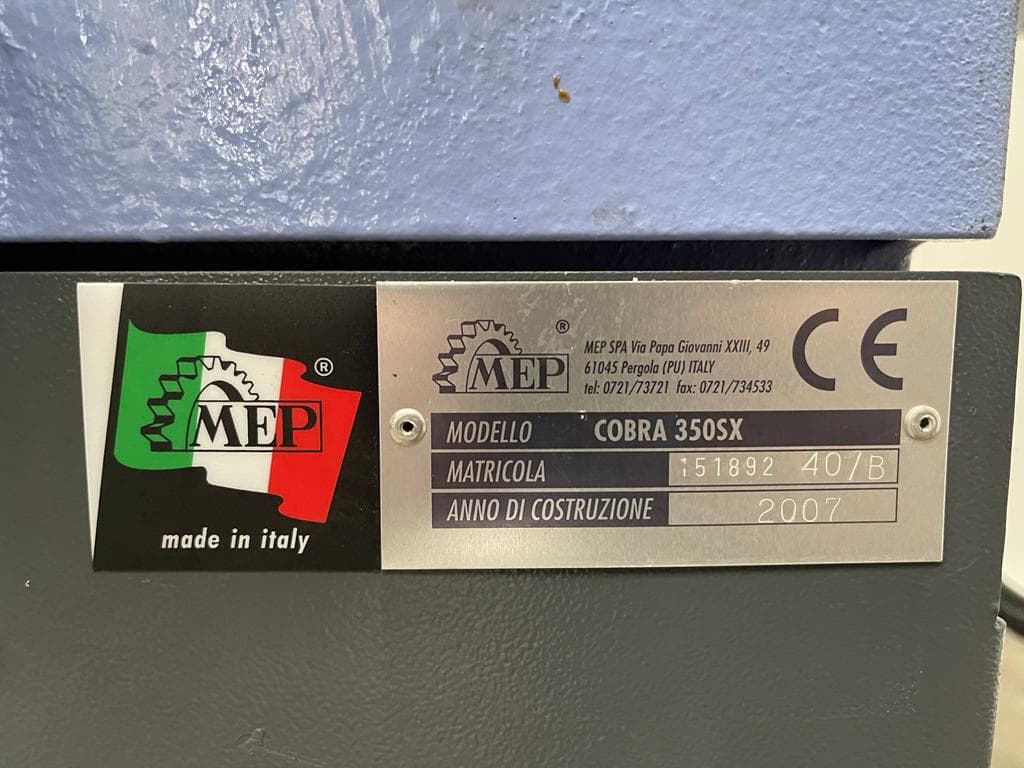 MEP®
made in italy
MEP®
MEP SPA Via Papa Giovanni XXIII, 49
61045 Pergola (PU) ITALY
tel: 0721/73721 fax: 0721/734533
CE
MODELLO COBRA 350SX
MATRICOLA 151892 40/B
ANNO DI COSTRUZIONE 2007